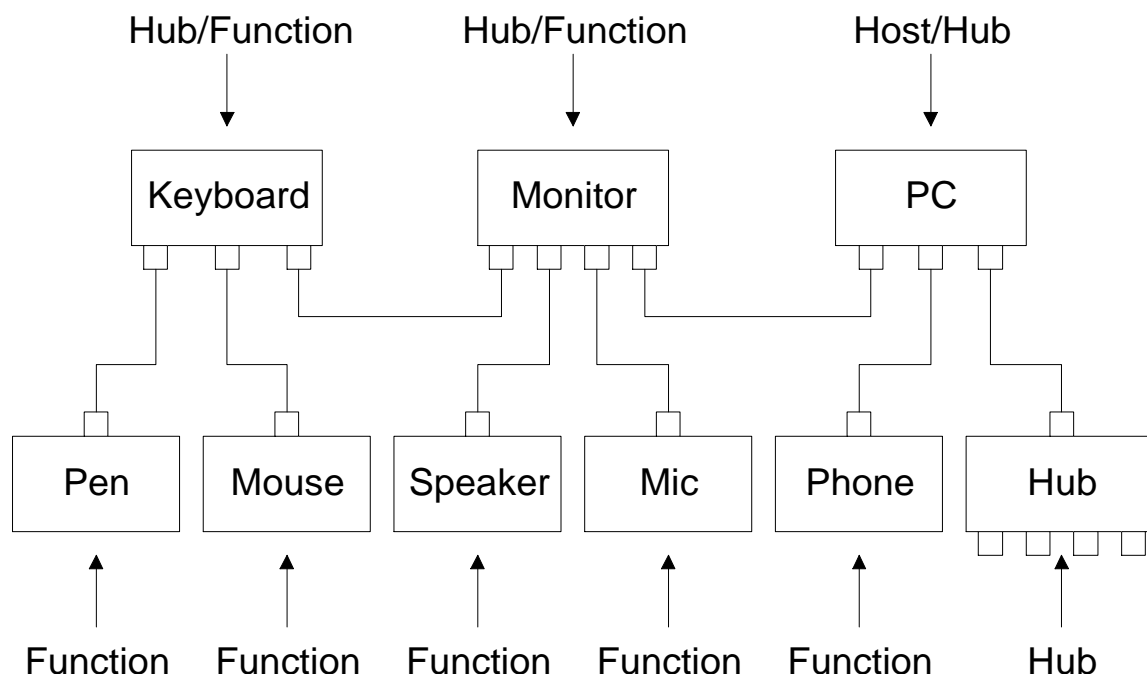 Hub/Function Hub/Function Host/Hub
Keyboard Monitor PC
Pen Mouse Speaker Mic Phone Hub
Function Function Function Function Function Hub